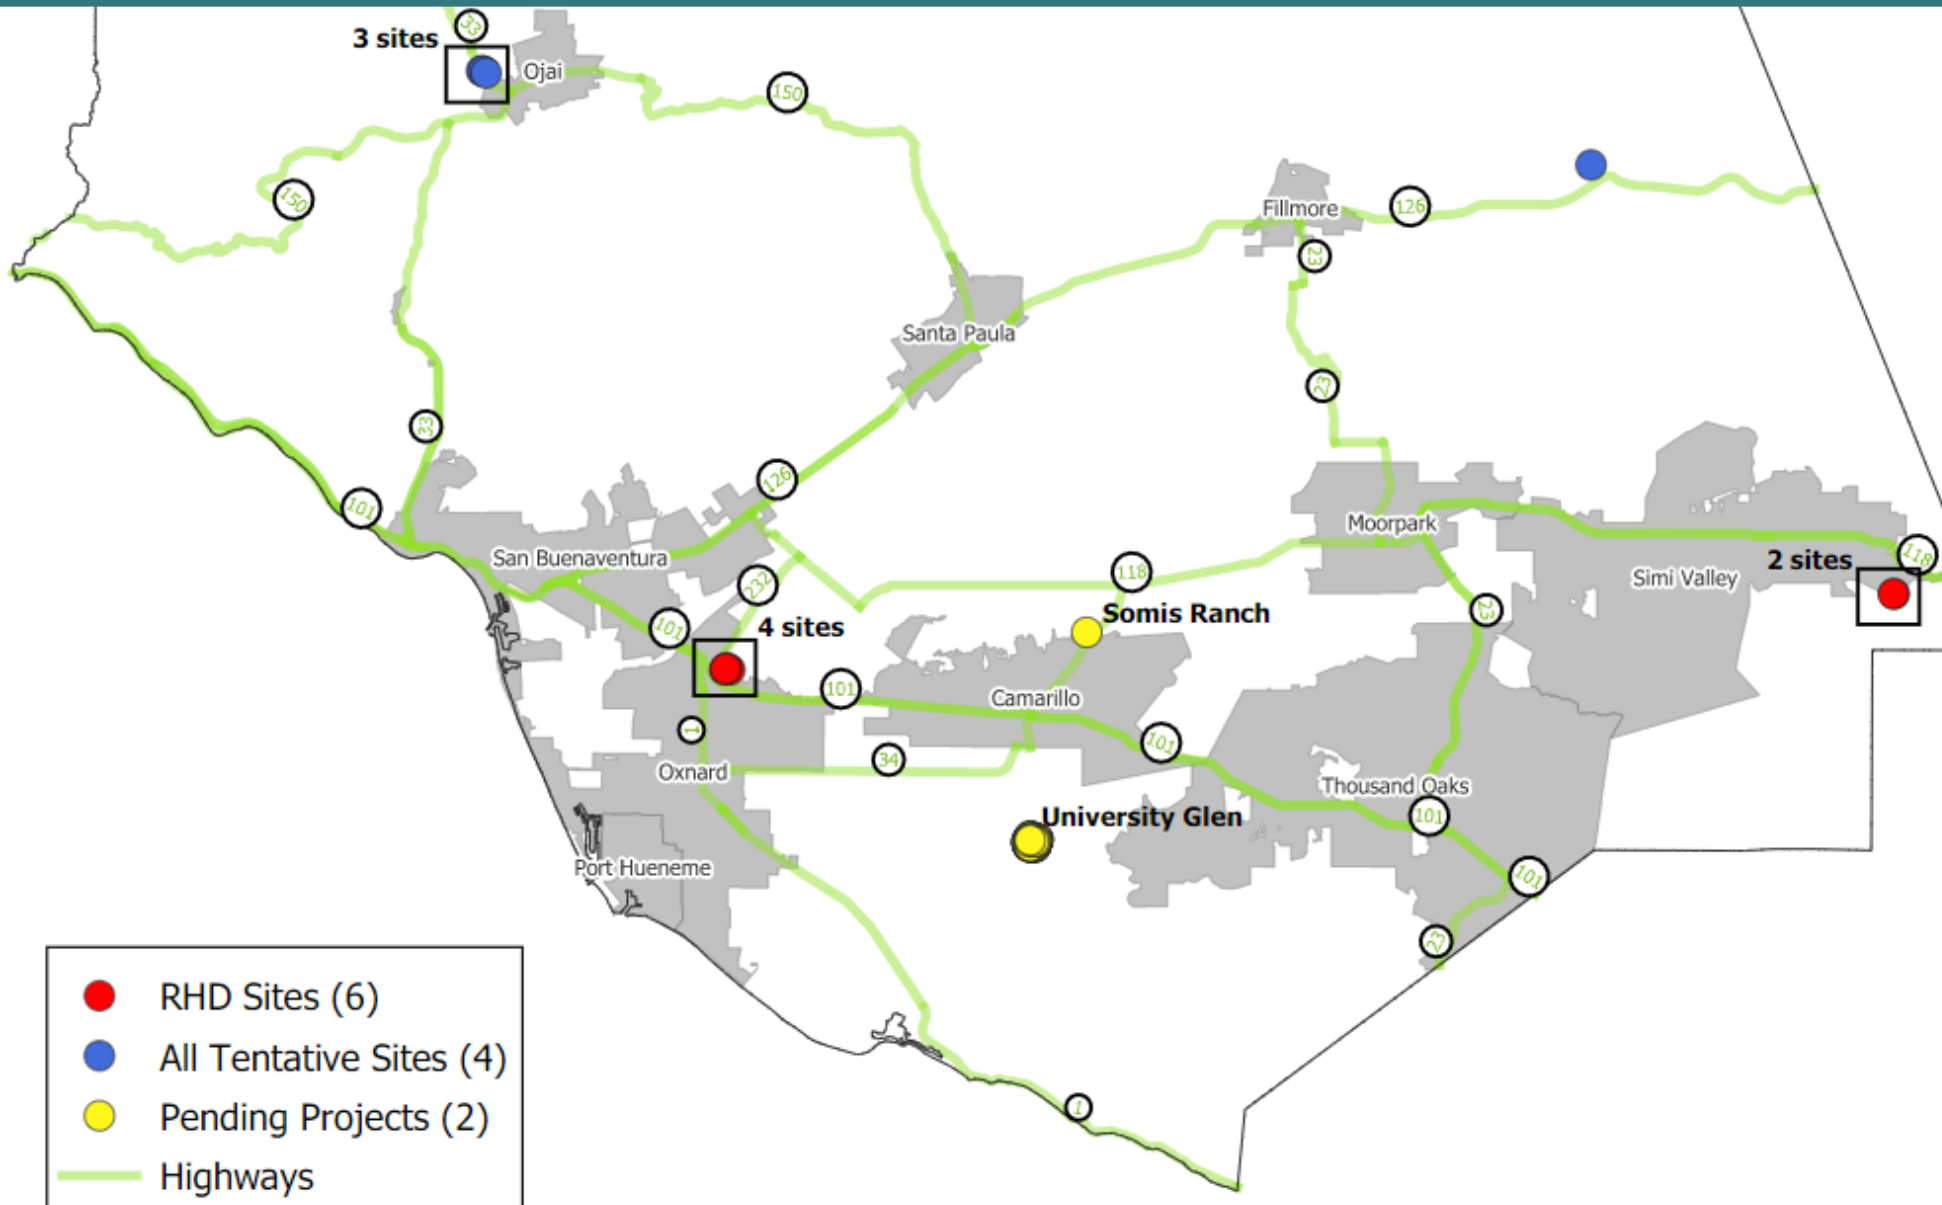 33
3 sites
Ojai
150
150
Fillmore
126
23
Santa Paula
23
33
126
101
Moorpark
San Buenaventura
118
2 sites
118
Simi Valley
232
Somis Ranch
23
101
4 sites
101
Camarillo
1
101
34
Oxnard
Thousand Oaks
101
University Glen
Port Hueneme
101
23
1
RHD Sites (6)
All Tentative Sites (4)
Pending Projects (2)
Highways